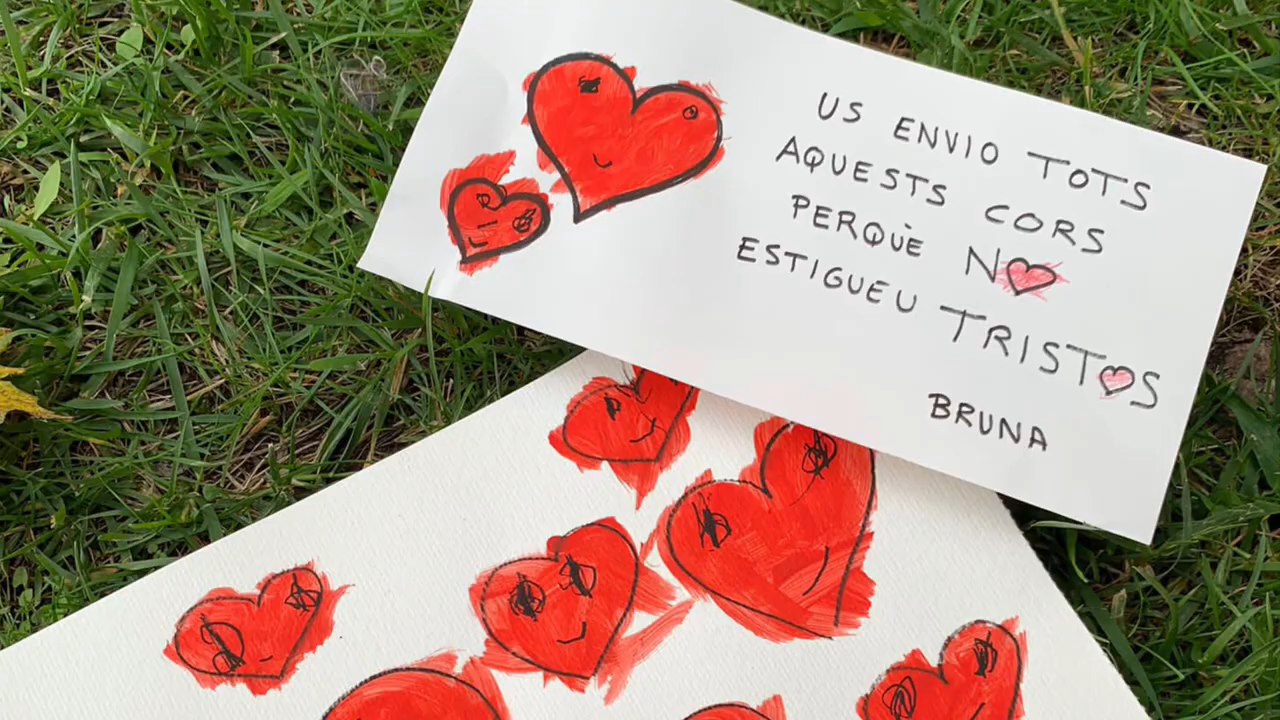 US ENVIO TOTS
AQUESTS CORS
PERQUÈ NO
ESTIGUEU TRISTOS
BRUNA